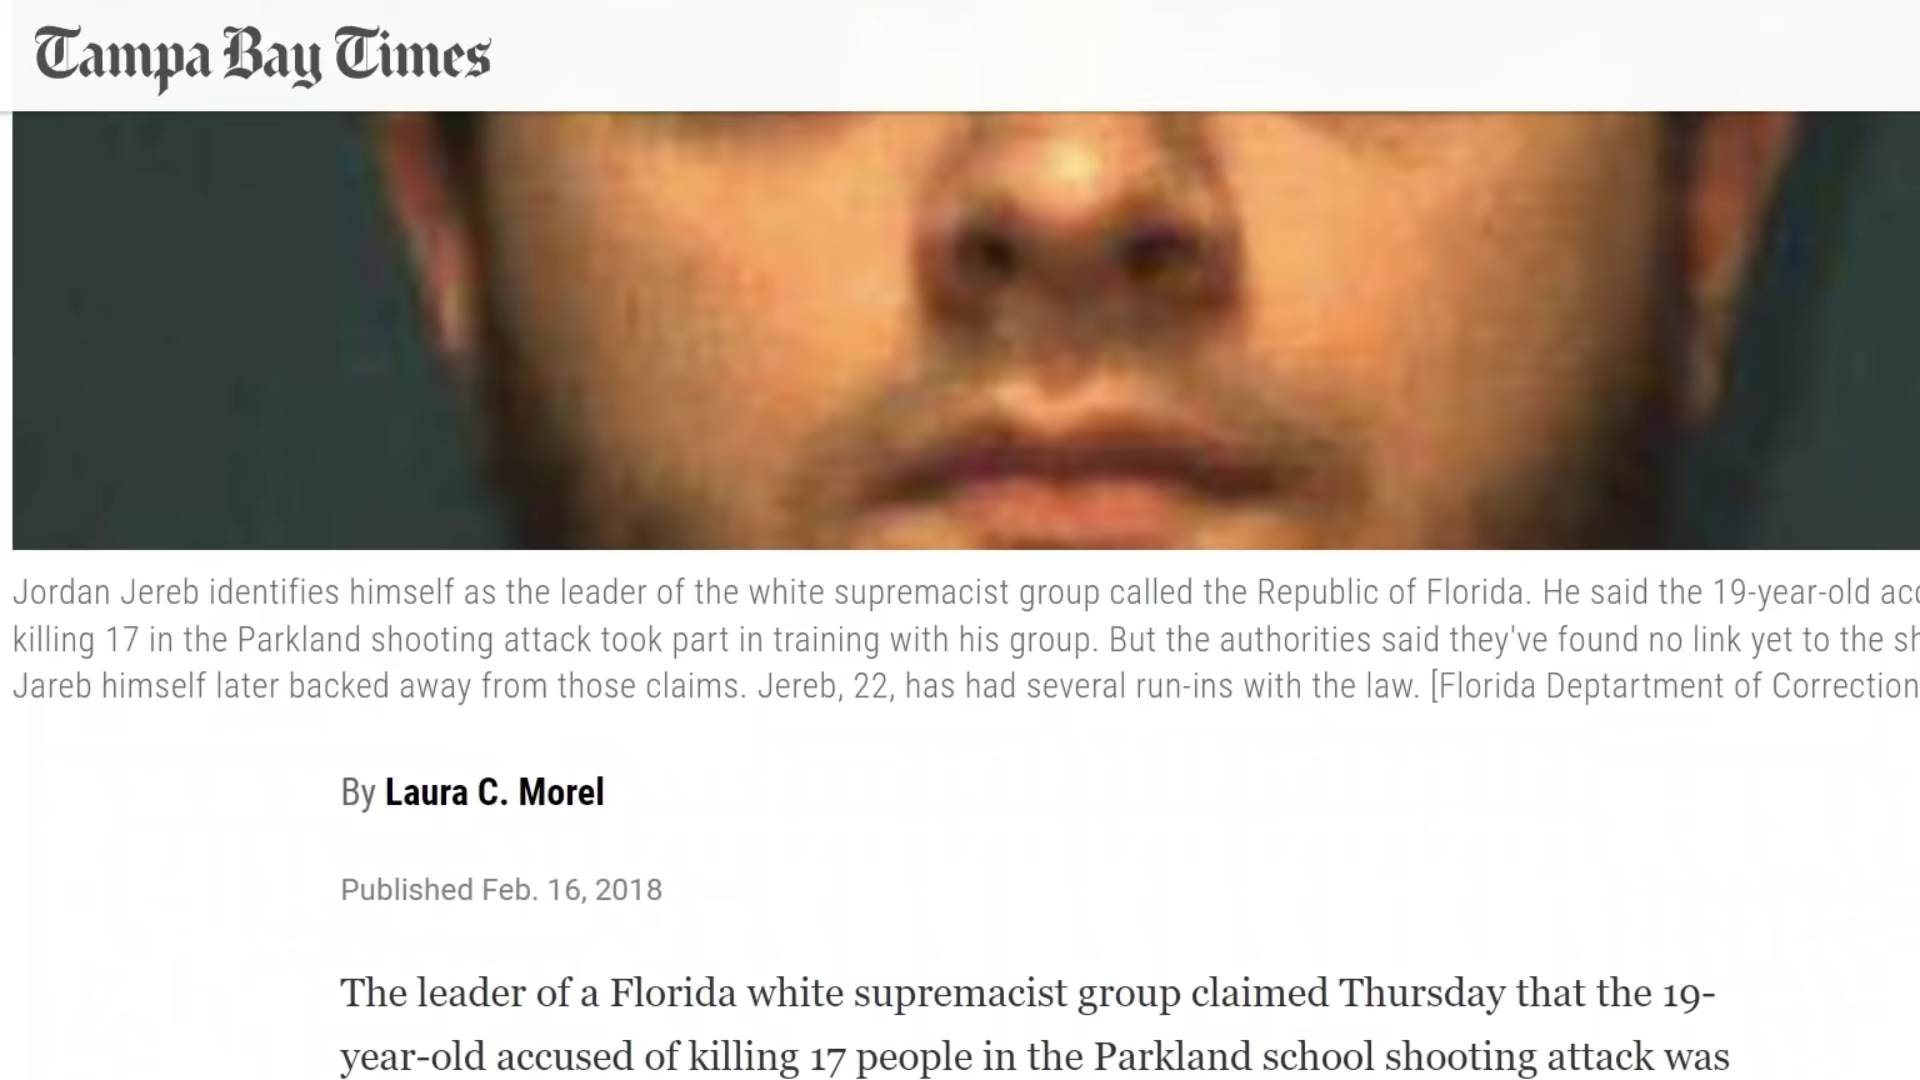 Tampa Bay Times
Jordan Jereb identifies himself as the leader of the white supremacist group called the Republic of Florida. He said the 19-year-old
killing 17 in the Parkland shooting attack took part in training with his group. But the authorities said they've found no link yet to the
Jareb himself later backed away from those claims. Jereb, 22, has had several run-ins with the law. [Florida Deptartment of Correction
By Laura C. Morel
Published Feb. 16, 2018
The leader of a Florida white supremacist group claimed Thursday that the 19-
year-old accused of killing 17 people in the Parkland school shooting attack was